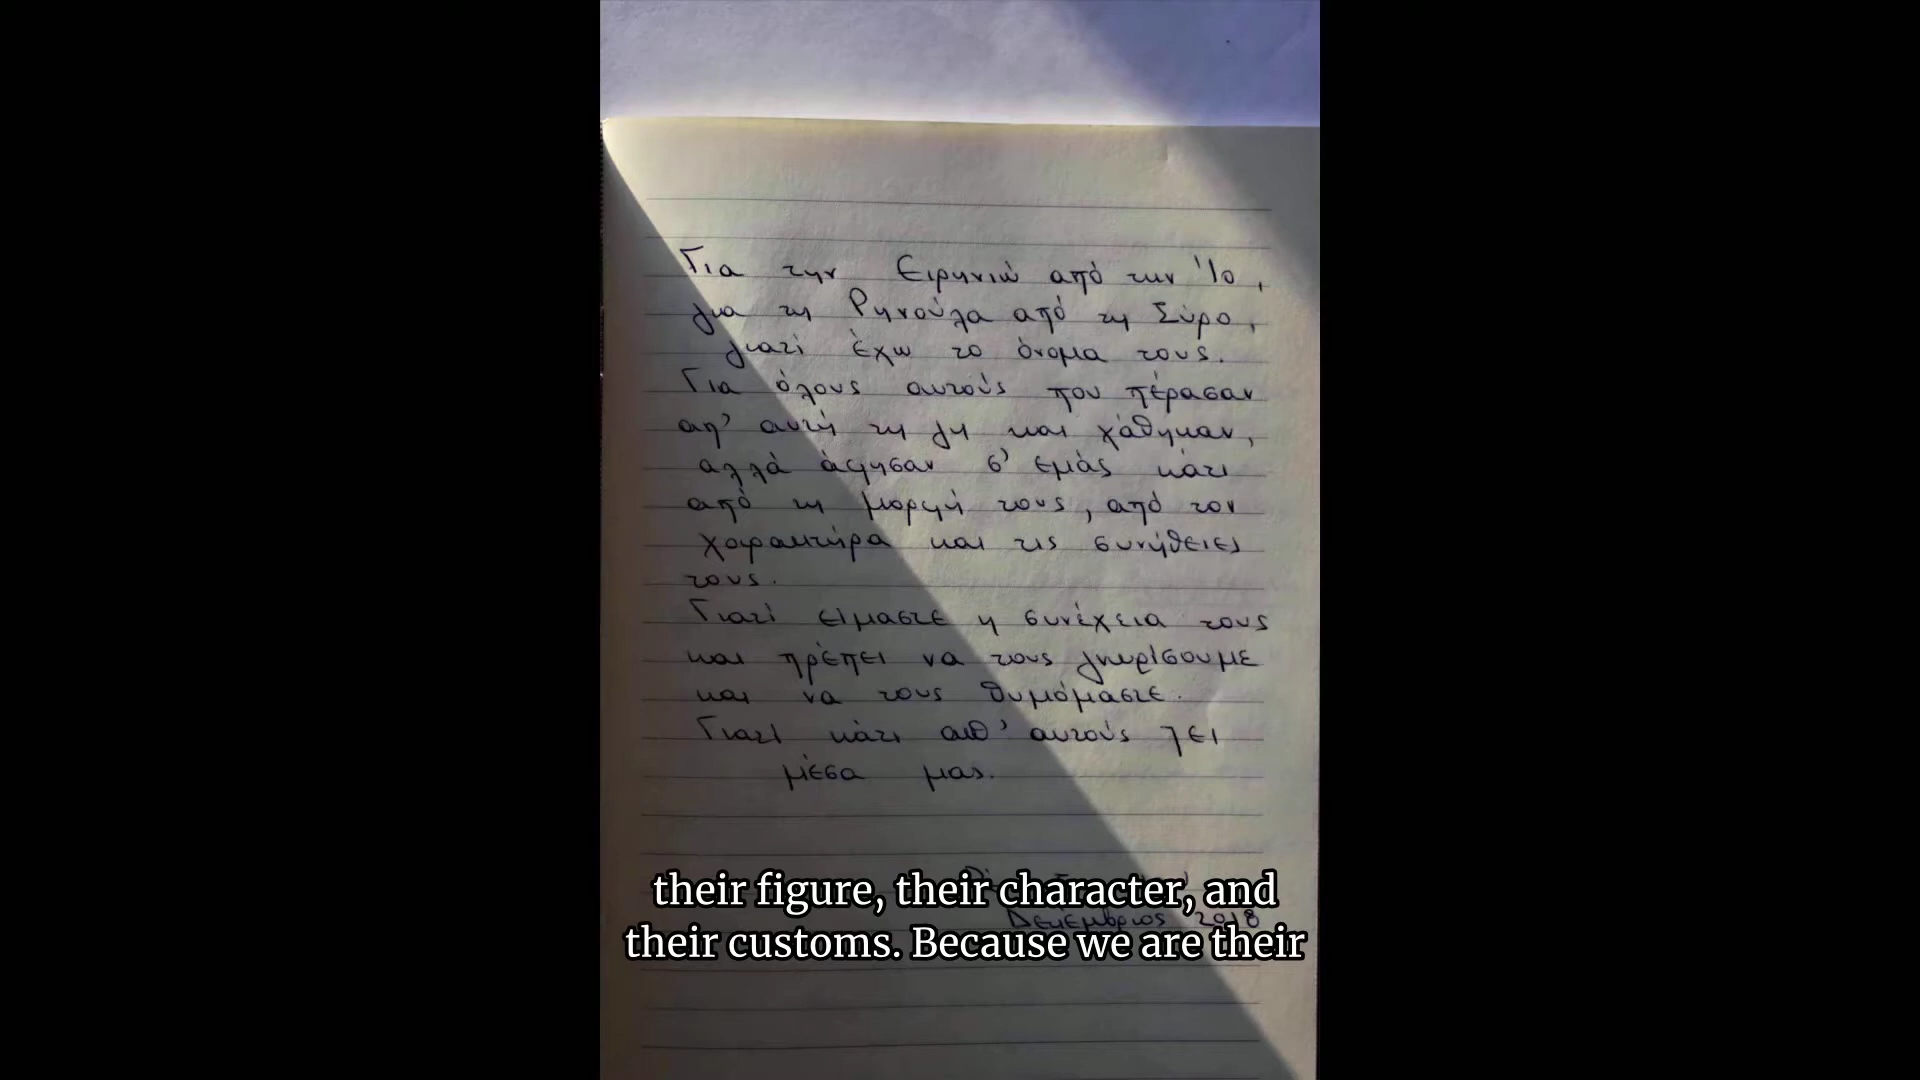 Για την Ειρηνιώ από την Ίο,
για τη Ρηνούλα από τη Σύρο,
γιατί έχω το όνομα τους.
Για όλους αυτούς που πέρασαν
απ' αυτή τη γη και χάθηκαν,
αλλά άφησαν σ' εμάς κάτι
από τη μορφή τους, από τον
χαρακτήρα και τις συνήθειες
τους.
Γιατί είμαστε η συνέχεια τους
και πρέπει να τους γνωρίσουμε
και να τους θυμόμαστε.
Γιατί κάτι απ' αυτούς ζει
μέσα μας.
Δεκέμβριος 2018
their figure, their character, and
their customs. Because we are their